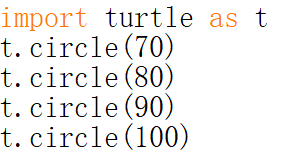 import turtle as t
t.circle(70)
t.circle(80)
t.circle(90)
t.circle(100)